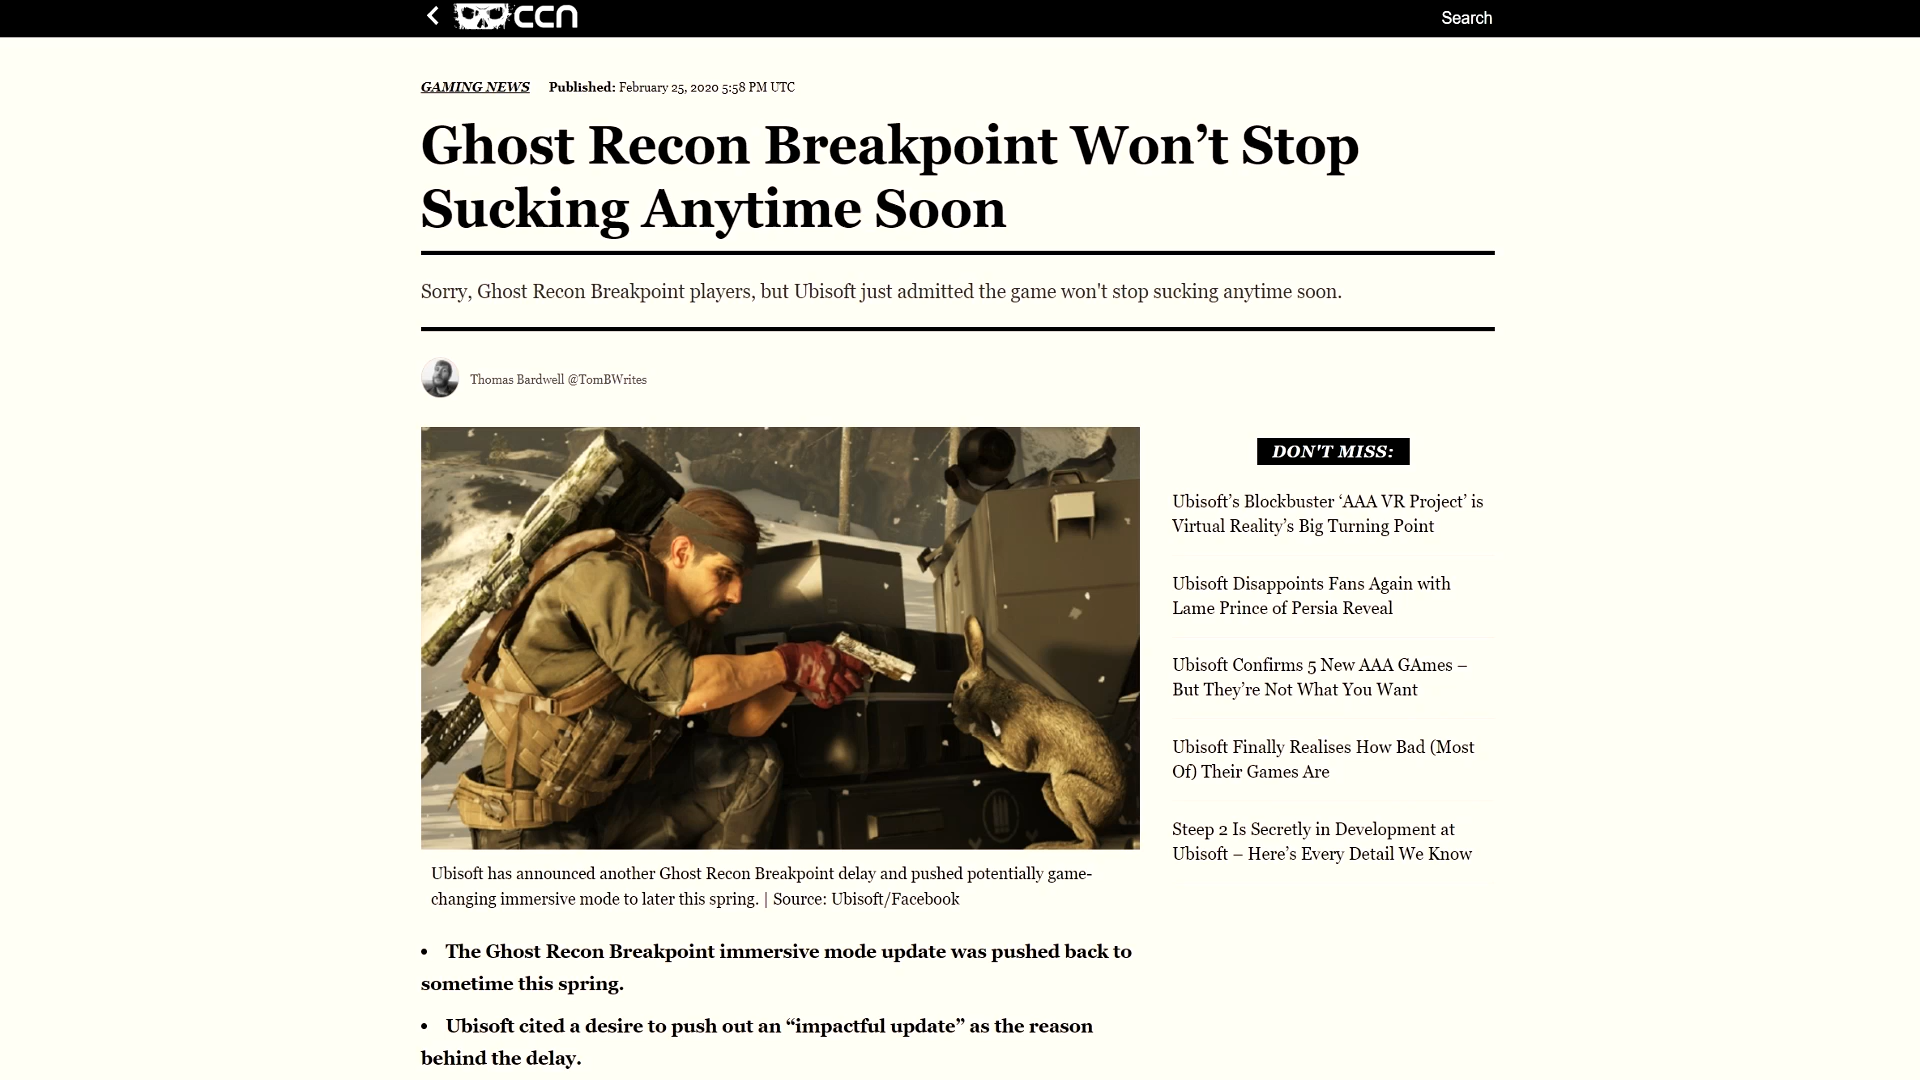 ccn
Search
GAMING NEWS Published: February 25, 2020 5:58 PM UTC
Ghost Recon Breakpoint Won’t Stop
Sucking Anytime Soon
Sorry, Ghost Recon Breakpoint players, but Ubisoft just admitted the game won't stop sucking anytime soon.
Thomas Bardwell @TomBWrites
Ubisoft has announced another Ghost Recon Breakpoint delay and pushed potentially game-
changing immersive mode to later this spring. | Source: Ubisoft/Facebook
• The Ghost Recon Breakpoint immersive mode update was pushed back to
sometime this spring.
• Ubisoft cited a desire to push out an “impactful update” as the reason
behind the delay.
DON'T MISS:
Ubisoft’s Blockbuster ‘AAA VR Project’ is
Virtual Reality’s Big Turning Point
Ubisoft Disappoints Fans Again with
Lame Prince of Persia Reveal
Ubisoft Confirms 5 New AAA GAmes –
But They’re Not What You Want
Ubisoft Finally Realises How Bad (Most
Of) Their Games Are
Steep 2 Is Secretly in Development at
Ubisoft – Here’s Every Detail We Know